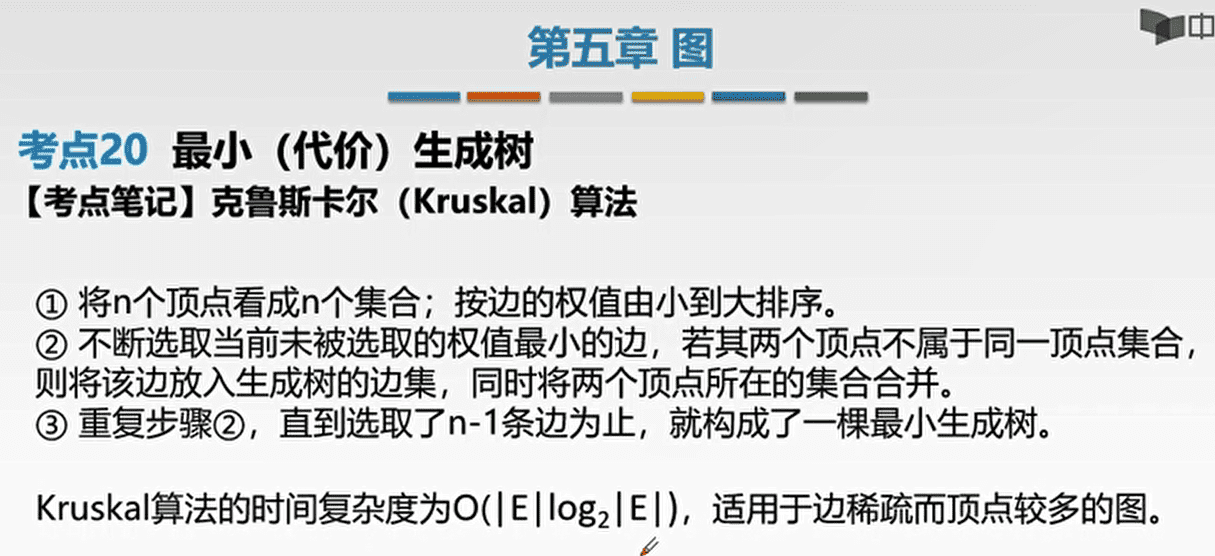 中
第五章 图
考点20 最小（代价）生成树
【考点笔记】克鲁斯卡尔（Kruskal）算法
① 将n个顶点看成n个集合；按边的权值由小到大排序。
② 不断选取当前未被选取的权值最小的边，若其两个顶点不属于同一顶点集合，
则将该边放入生成树的边集，同时将两个顶点所在的集合合并。
③ 重复步骤②，直到选取了n-1条边为止，就构成了一棵最小生成树。
Kruskal算法的时间复杂度为O(|E|log₂|E|)，适用于边稀疏而顶点较多的图。